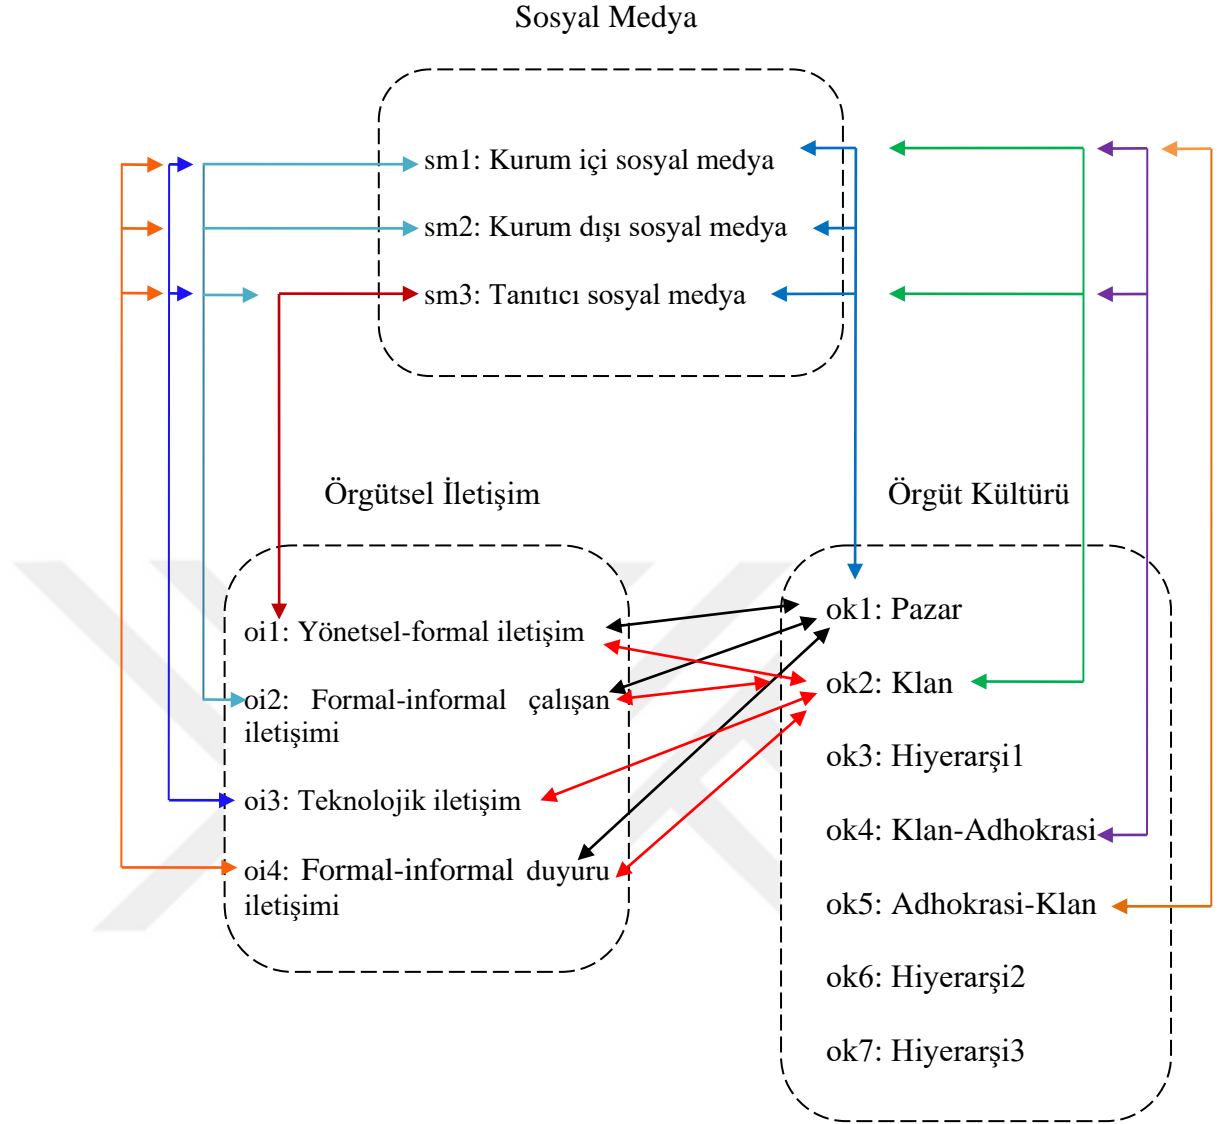 Sosyal Medya
sm1: Kurum içi sosyal medya
sm2: Kurum dışı sosyal medya
sm3: Tanıtıcı sosyal medya
Örgütsel İletişim
oi1: Yönetsel-formal iletişim
oi2: Formal-informal çalışan
iletişimi
oi3: Teknolojik iletişim
oi4: Formal-informal duyuru
iletişimi
Örgüt Kültürü
ok1: Pazar
ok2: Klan
ok3: Hiyerarşi1
ok4: Klan-Adhokrasi
ok5: Adhokrasi-Klan
ok6: Hiyerarşi2
ok7: Hiyerarşi3